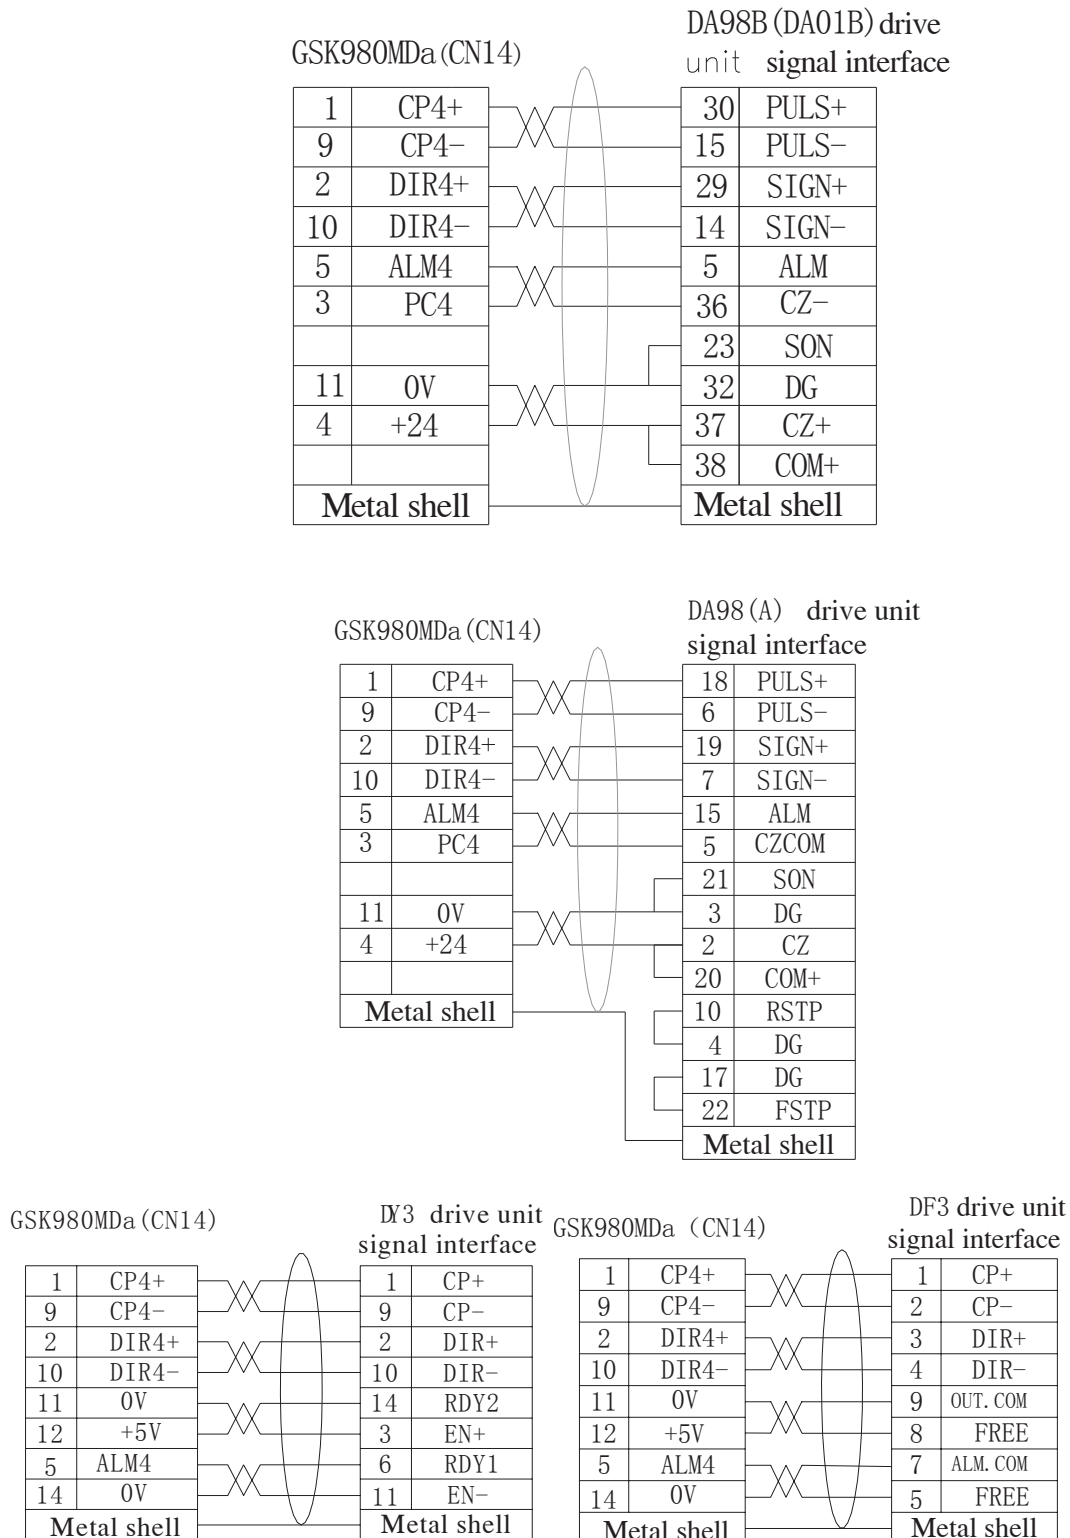 DA98B(DA01B)drive
GSK980MDa(CN14)
unit signal interface
1 CP4+ 30 PULS+
9 CP4- 15 PULS-
2 DIR4+ 29 SIGN+
10 DIR4- 14 SIGN-
5 ALM4 5 ALM
3 PC4 36 CZ-
23 SON
11 0V 32 DG
4 +24 37 CZ+
38 COM+
Metal shell Metal shell
DA98(A) drive unit
GSK980MDa(CN14)
signal interface
1 CP4+ 18 PULS+
9 CP4- 6 PULS-
2 DIR4+ 19 SIGN+
10 DIR4- 7 SIGN-
5 ALM4 15 ALM
3 PC4 5 CZCOM
21 SON
11 0V 3 DG
4 +24 2 CZ
20 COM+
Metal shell 10 RSTP
4 DG
17 DG
22 FSTP
Metal shell
GSK980MDa(CN14)
DY3 drive unit
signal interface
1 CP4+ 1 CP+
9 CP4- 9 CP-
2 DIR4+ 2 DIR+
10 DIR4- 10 DIR-
11 0V 14 RDY2
12 +5V 3 EN+
5 ALM4 6 RDY1
14 0V 11 EN-
Metal shell Metal shell
GSK980MDa (CN14)
DF3 drive unit
signal interface
1 CP4+ 1 CP+
9 CP4- 2 CP-
2 DIR4+ 3 DIR+
10 DIR4- 4 DIR-
11 0V 9 OUT.COM
12 +5V 8 FREE
5 ALM4 7 ALM.COM
14 0V 5 FREE
Metal shell Metal shell